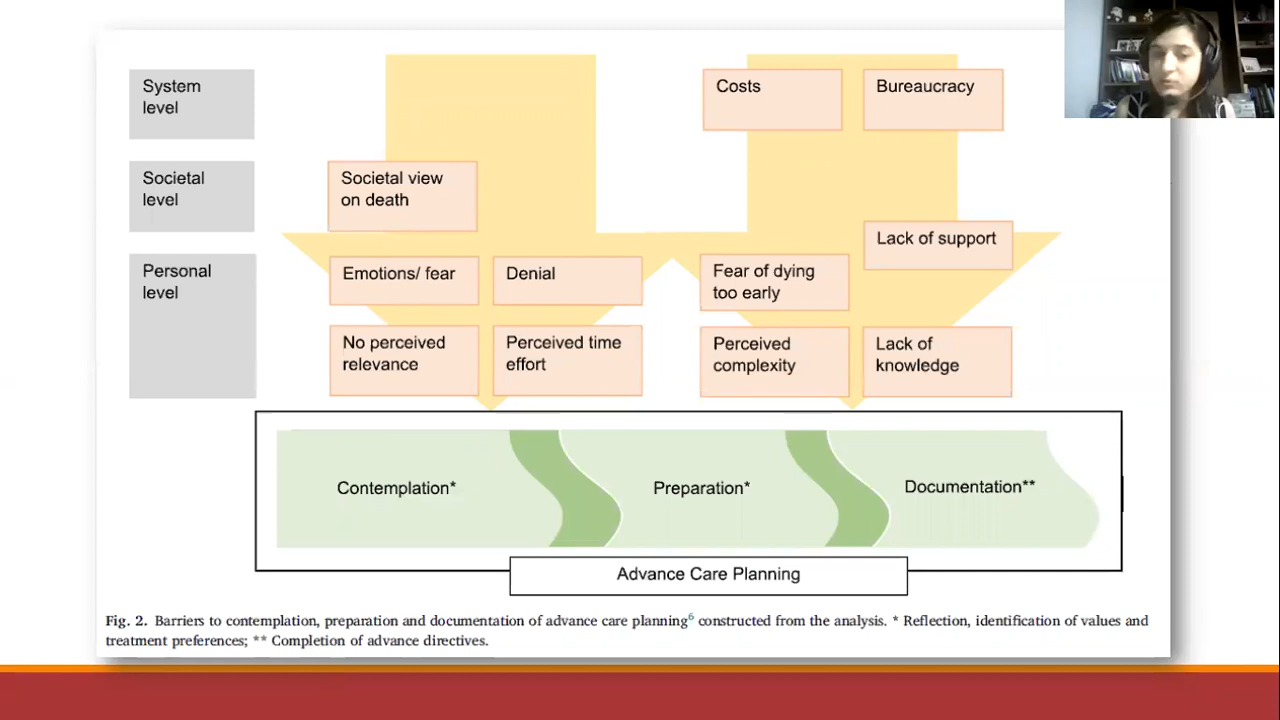 System
level
Costs
Bureaucracy
Societal
level
Societal view
on death
Lack of support
Personal
level
Emotions/ fear
Denial
Fear of dying
too early
No perceived
relevance
Perceived time
effort
Perceived
complexity
Lack of
knowledge
Contemplation*
Preparation*
Documentation**
Advance Care Planning
Fig. 2. Barriers to contemplation, preparation and documentation of advance care planning⁶ constructed from the analysis. * Reflection, identification of values and
treatment preferences; ** Completion of advance directives.